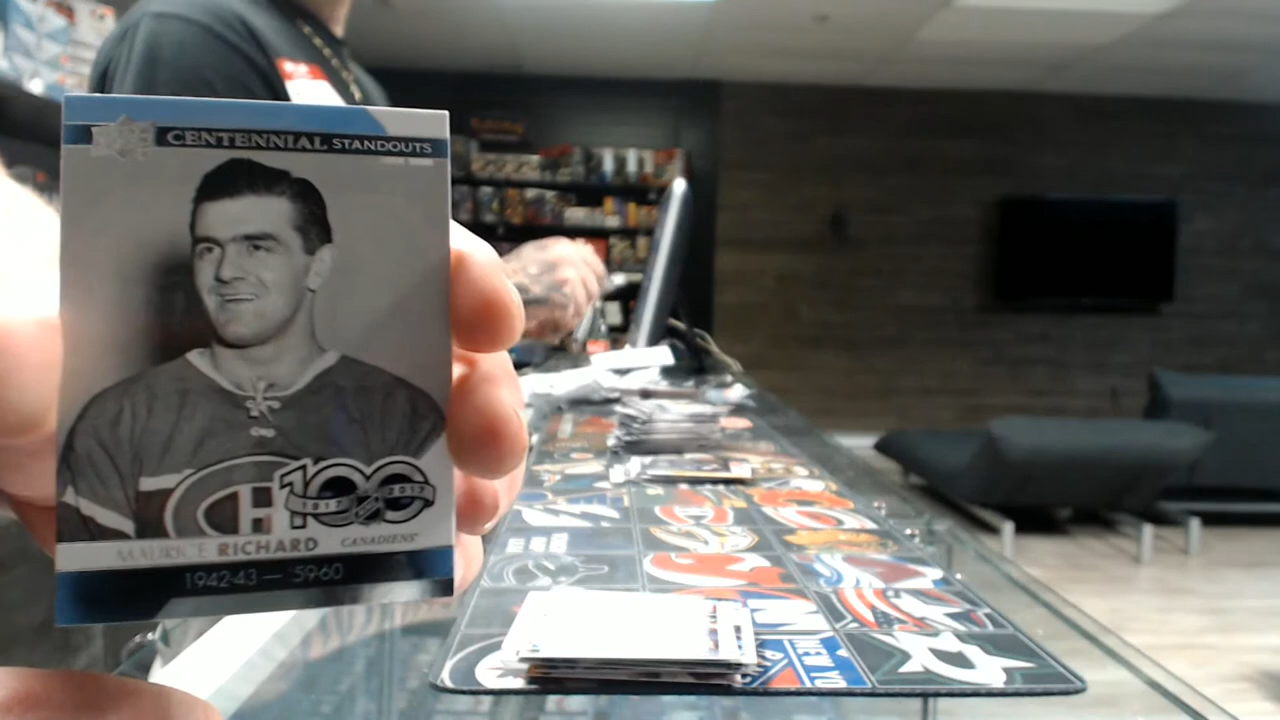 CENTENNIAL STANDOUTS
100
1917 2017
MAURICE RICHARD CANADIENS
1942-43 — '59-60
NEW YO